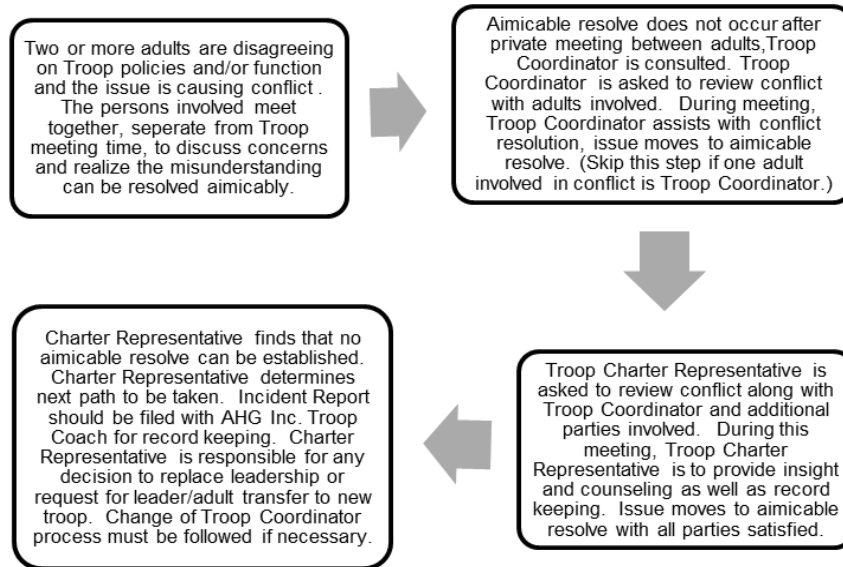 Two or more adults are disagreeing
on Troop policies and/or function
and the issue is causing conflict .
The persons involved meet
together, seperate from Troop
meeting time, to discuss concerns
and realize the misunderstanding
can be resolved aimicably.
Aimicable resolve does not occur after
private meeting between adults,Troop
Coordinator is consulted. Troop
Coordinator is asked to review conflict
with adults involved. During meeting,
Troop Coordinator assists with conflict
resolution, issue moves to aimicable
resolve. (Skip this step if one adult
involved in conflict is Troop Coordinator.)
Troop Charter Representative is
asked to review conflict along with
Troop Coordinator and additional
parties involved. During this
meeting, Troop Charter
Representative is to provide insight
and counseling as well as record
keeping. Issue moves to aimicable
resolve with all parties satisfied.
Charter Representative finds that no
aimicable resolve can be established.
Charter Representative determines
next path to be taken. Incident Report
should be filed with AHG Inc. Troop
Coach for record keeping. Charter
Representative is responsible for any
decision to replace leadership or
request for leader/adult transfer to new
troop. Change of Troop Coordinator
process must be followed if necessary.